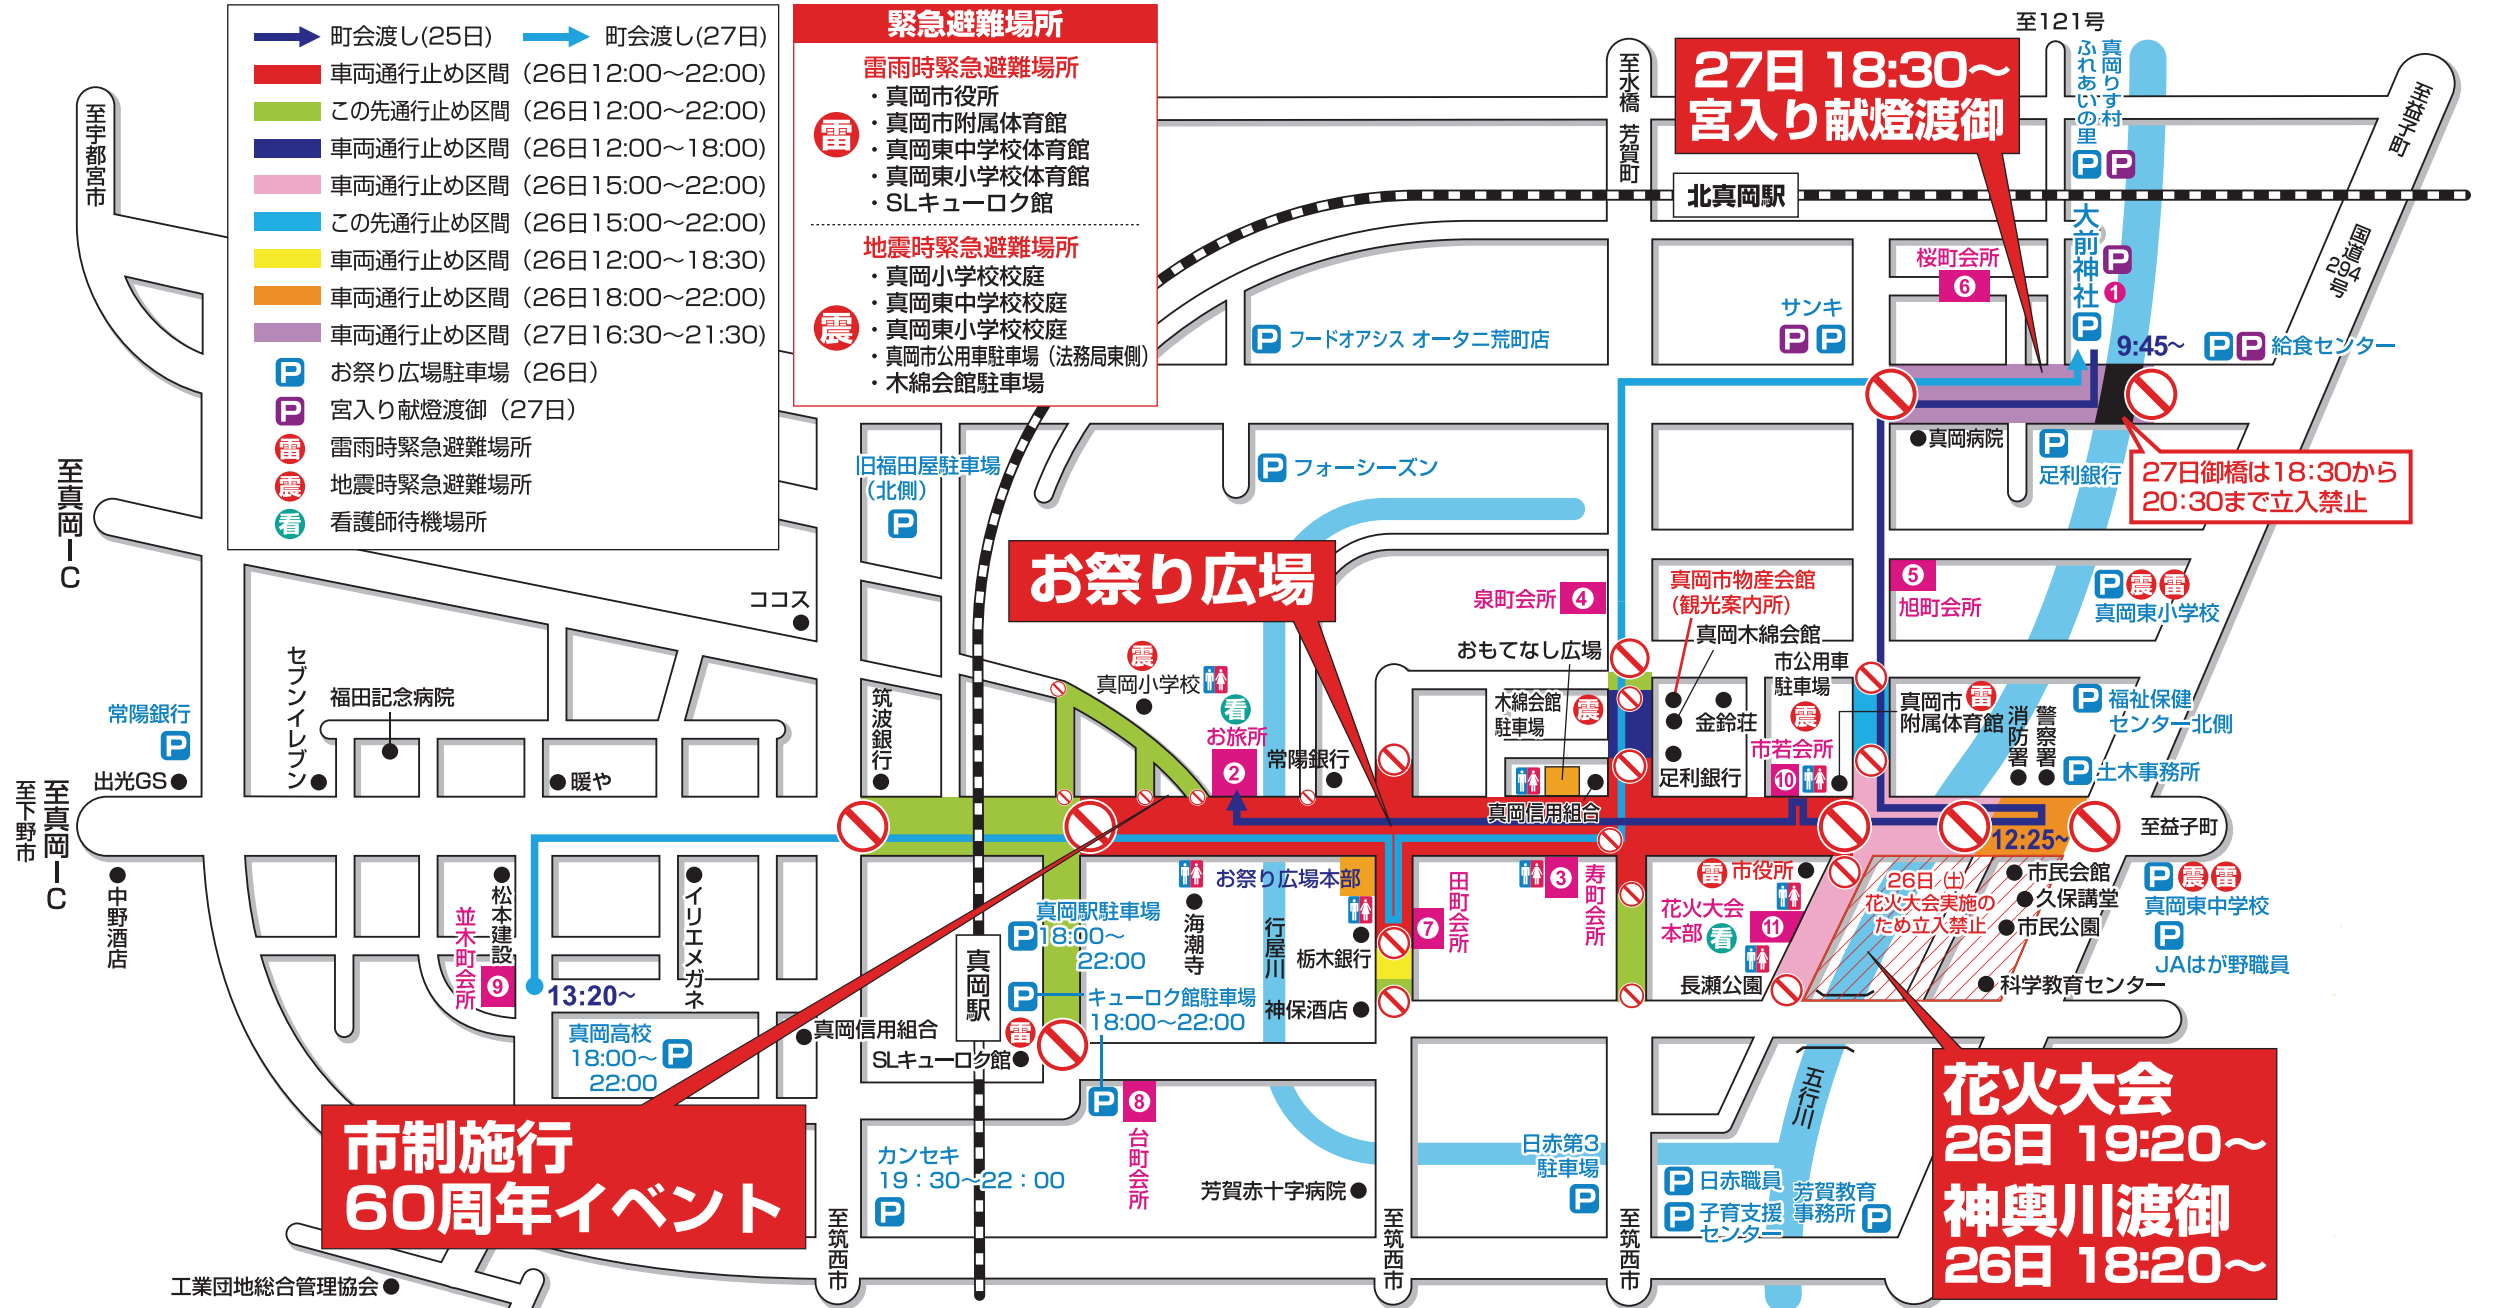 町会渡し(25日)
町会渡し(27日)
車両通行止め区間（26日12:00〜22:00)
この先通行止め区間（26日12:00〜22:00)
車両通行止め区間（26日12:00〜18:00)
車両通行止め区間（26日15:00〜22:00)
この先通行止め区間（26日15:00〜22:00)
車両通行止め区間（26日12:00〜18:30)
車両通行止め区間（26日18:00〜22:00)
車両通行止め区間（27日16:30〜21:30)
P お祭り広場駐車場（26日）
P 宮入り献燈渡御（27日）
雷 雷雨時緊急避難場所
震 地震時緊急避難場所
看 看護師待機場所
緊急避難場所
雷雨時緊急避難場所
雷
・真岡市役所
・真岡市附属体育館
・真岡東中学校体育館
・真岡東小学校体育館
・SLキューロク館
地震時緊急避難場所
震
・真岡小学校校庭
・真岡東中学校校庭
・真岡東小学校校庭
・真岡市公用車駐車場（法務局東側）
・木綿会館駐車場
27日 18:30〜
宮入り献燈渡御
至121号
真岡りす村
ふれあいの里
P P
至水橋 芳賀町
至益子町
国道
294
号
北真岡駅
大前神社
P
1
P
桜町会所
6
サンキ
P P
P フードオアシス オータニ荒町店
9:45〜
P P 給食センター
真岡病院
P
足利銀行
27日御橋は18:30から
20:30まで立入禁止
至宇都宮市
至真岡IC
旧福田屋駐車場
（北側）
P
P フォーシーズン
お祭り広場
ココス
泉町会所 4
真岡市物産会館
(観光案内所)
真岡木綿会館
おもてなし広場
5
旭町会所
P 震 雷
真岡東小学校
セブンイレブン
福田記念病院
常陽銀行
P
出光GS
暖や
筑波銀行
震
真岡小学校
看
お旅所
2
常陽銀行
木綿会館
駐車場
震
真岡信用組合
金鈴荘
足利銀行
市公用車
駐車場
震
市若会所
10
真岡市
附属体育館
雷
消防署
警察署
P 福祉保健
センター北側
P 土木事務所
至真岡IC
至下野市
中野酒店
至益子町
12:25〜
並木町会所
9
松本建設
13:20〜
イリエメガネ
真岡高校
18:00〜
22:00
P
真岡信用組合
SLキューロク館
雷
真岡駅
真岡駅駐車場
P 18:00〜
22:00
P キューロク館駐車場
18:00〜22:00
P
8
台町会所
海潮寺
お祭り広場本部
行屋川
栃木銀行
神保酒店
7
田町会所
3
寿町会所
雷 市役所
花火大会
本部
看
11
長瀬公園
26日（土）
花火大会実施の
ため立入禁止
市民会館
久保講堂
市民公園
科学教育センター
P 震 雷
真岡東中学校
P
JAはが野職員
市制施行
60周年イベント
カンセキ
19：30〜22：00
P
芳賀赤十字病院
日赤第3
駐車場
P
五行川
P 日赤職員
P 子育支援
センター
芳賀教育
事務所 P
花火大会
26日 19:20〜
神輿川渡御
26日 18:20〜
至筑西市
至筑西市
至筑西市
工業団地総合管理協会